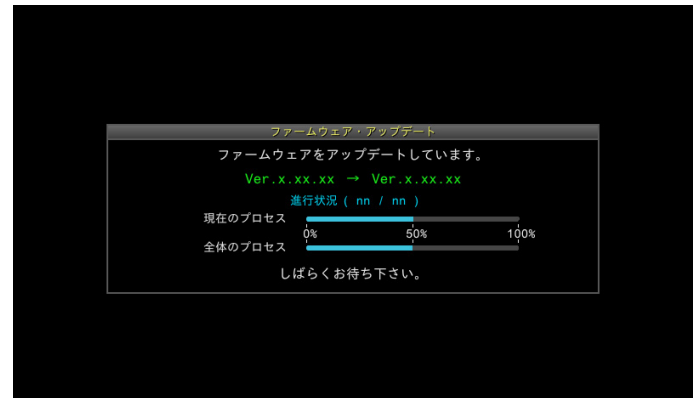 ファームウェア・アップデート
ファームウェアをアップデートしています。
Ver.x.xx.xx → Ver.x.xx.xx
進行状況 ( nn / nn )
現在のプロセス
0% 50% 100%
全体のプロセス
しばらくお待ち下さい。